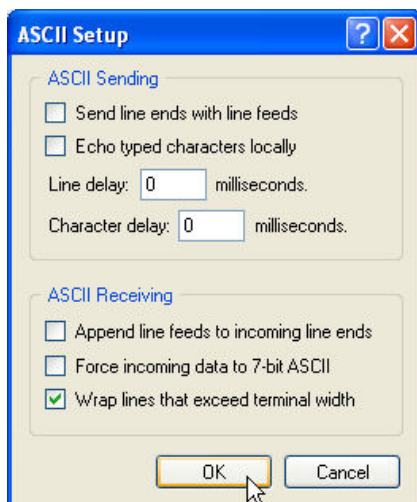 ASCII Setup
ASCII Sending
Send line ends with line feeds
Echo typed characters locally
Line delay: 0 milliseconds.
Character delay: 0 milliseconds.
ASCII Receiving
Append line feeds to incoming line ends
Force incoming data to 7-bit ASCII
Wrap lines that exceed terminal width
OK Cancel